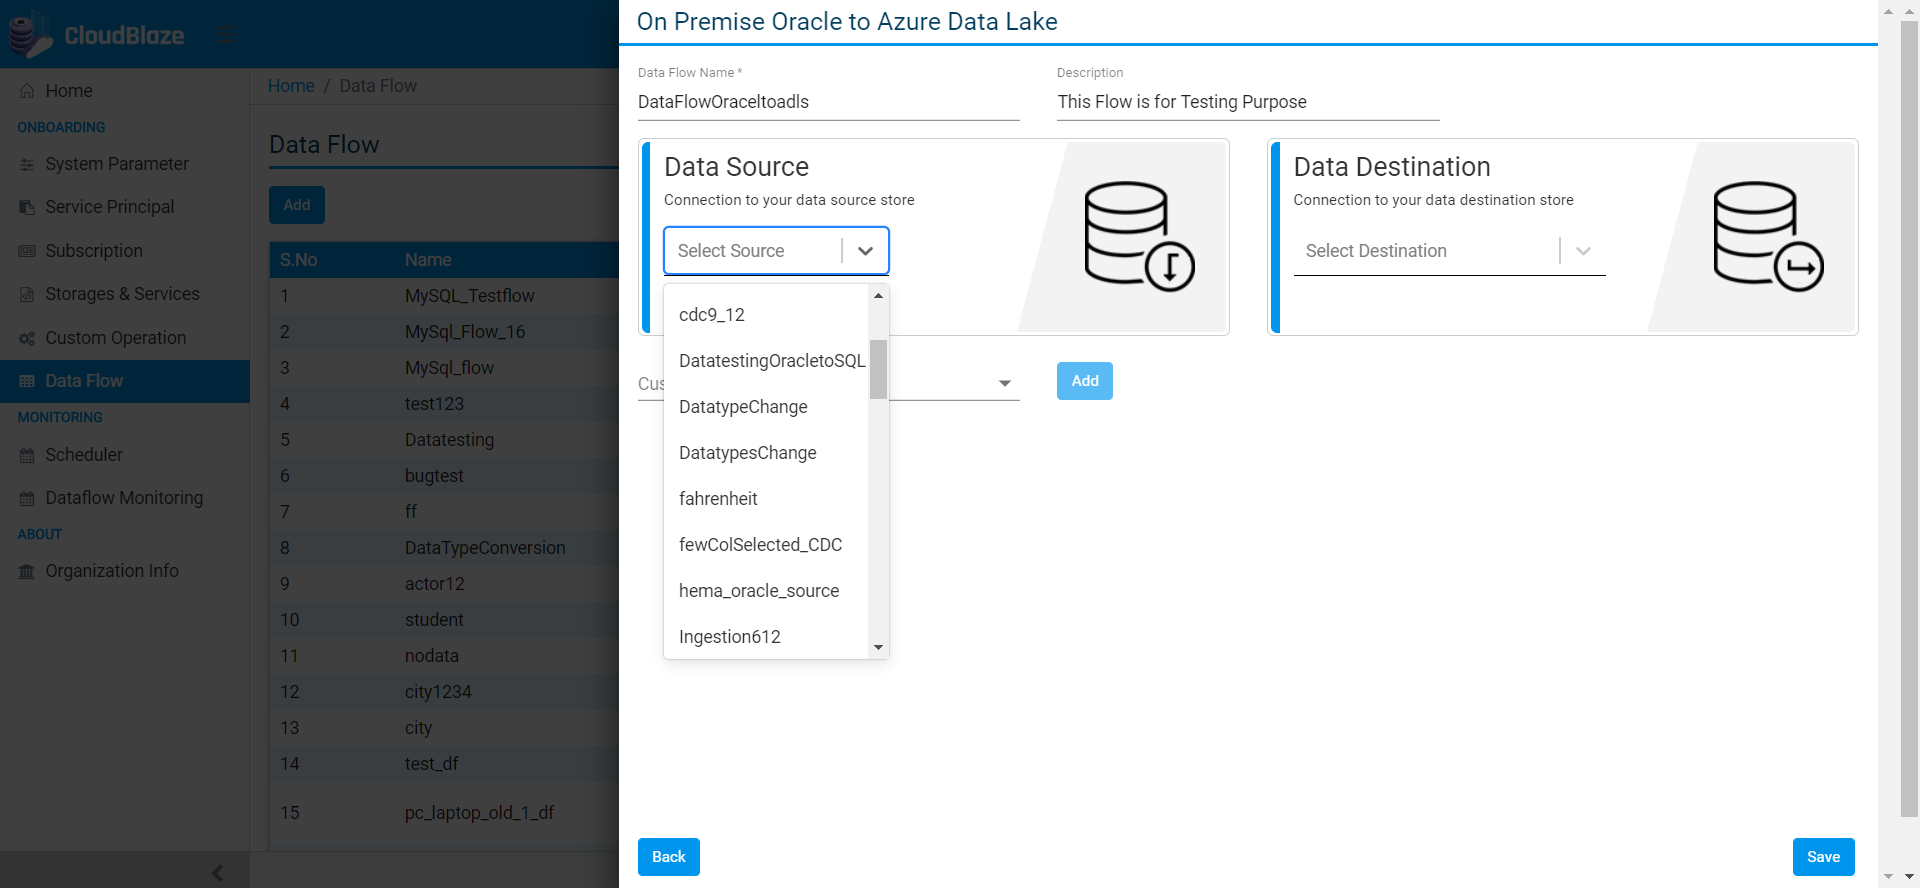 CloudBlaze
Home
ONBOARDING
System Parameter
Service Principal
Subscription
Storages & Services
Custom Operation
Data Flow
MONITORING
Scheduler
Dataflow Monitoring
ABOUT
Organization Info
Home / Data Flow
Data Flow
Add
S.No Name
1 MySQL_Testflow
2 MySql_Flow_16
3 MySql_flow
4 test123
5 Datatesting
6 bugtest
7 ff
8 DataTypeConversion
9 actor12
10 student
11 nodata
12 city1234
13 city
14 test_df
15 pc_laptop_old_1_df
On Premise Oracle to Azure Data Lake
Data Flow Name *
DataFlowOraceltoadls
Description
This Flow is for Testing Purpose
Data Source
Connection to your data source store
Select Source
cdc9_12
DatatestingOracletoSQL
DatatypeChange
DatatypesChange
fahrenheit
fewColSelected_CDC
hema_oracle_source
Ingestion612
Data Destination
Connection to your data destination store
Select Destination
Cus
Add
Back
Save